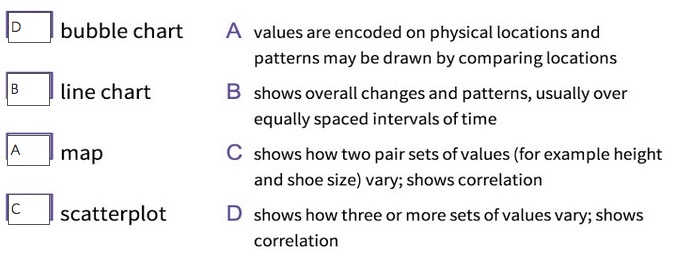 D bubble chart
A values are encoded on physical locations and
patterns may be drawn by comparing locations
B line chart
B shows overall changes and patterns, usually over
equally spaced intervals of time
A map
C shows how two pair sets of values (for example height
and shoe size) vary; shows correlation
C scatterplot
D shows how three or more sets of values vary; shows
correlation